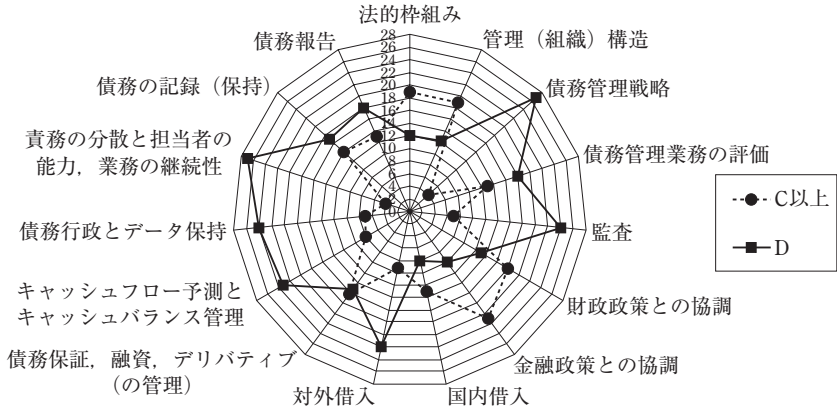 法的枠組み
債務報告
管理（組織）構造
債務の記録（保持）
債務管理戦略
責務の分散と担当者の
能力，業務の継続性
債務管理業務の評価
債務行政とデータ保持
監査
キャッシュフロー予測と
キャッシュバランス管理
財政政策との協調
債務保証，融資，デリバティブ
（の管理）
金融政策との協調
対外借入
国内借入
28
26
24
22
20
18
16
14
12
10
8
6
4
2
0
C以上
D